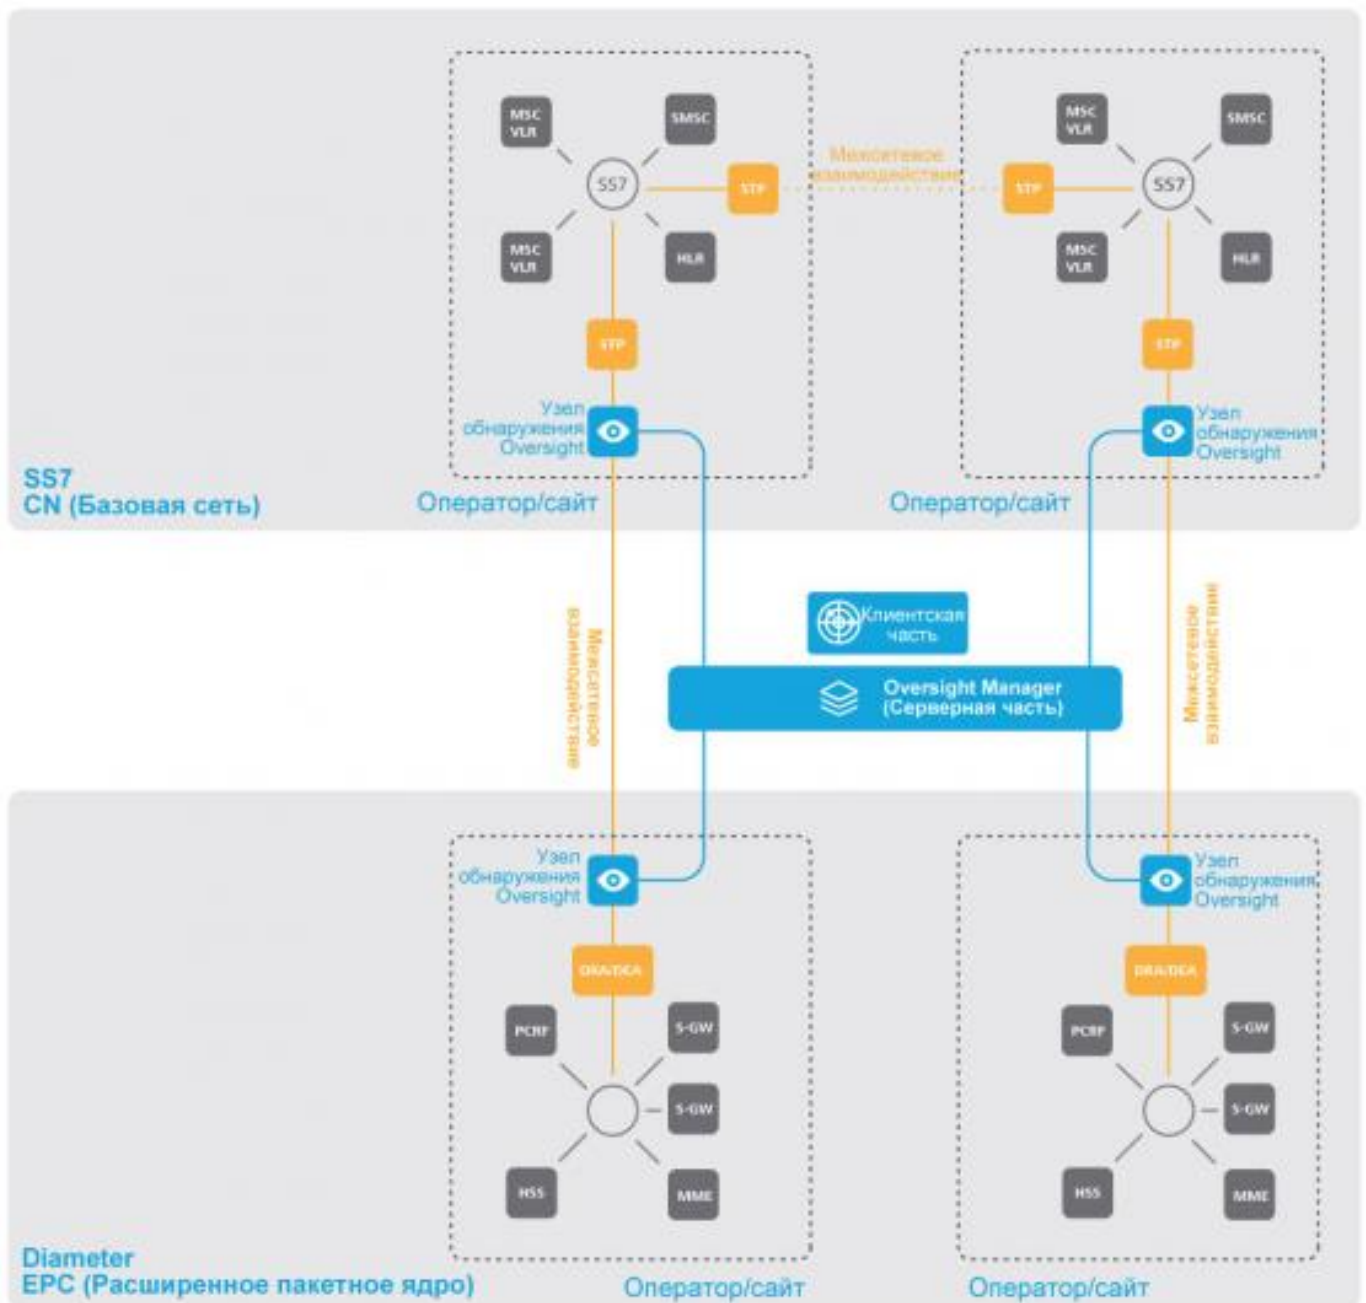 MSC
VLR
SMSC
SS7
STP
MSC
VLR
HLR
STP
Узел
обнаружения
Oversight
Оператор/сайт
Межсетевое
взаимодействие
MSC
VLR
SMSC
STP
SS7
MSC
VLR
HLR
STP
Узел
обнаружения
Oversight
Оператор/сайт
SS7
CN (Базовая сеть)
Межсетевое
взаимодействие
Клиентская
часть
Oversight Manager
(Серверная часть)
Межсетевое
взаимодействие
Узел
обнаружения
Oversight
DRA/DEA
PCRF
S-GW
S-GW
HSS
MME
Оператор/сайт
Узел
обнаружения
Oversight
DRA/DEA
PCRF
S-GW
S-GW
HSS
MME
Оператор/сайт
Diameter
EPC (Расширенное пакетное ядро)